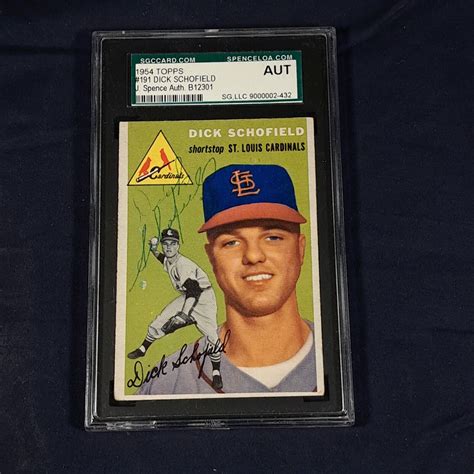 SGCCARD.COM SPENCELOA.COM
1954 TOPPS
#191 DICK SCHOFIELD
J. Spence Auth. B12301
AUT
SG,LLC 9000002-432
DICK SCHOFIELD
shortstop ST. LOUIS CARDINALS
Cardinals
STL
Dick Schofield